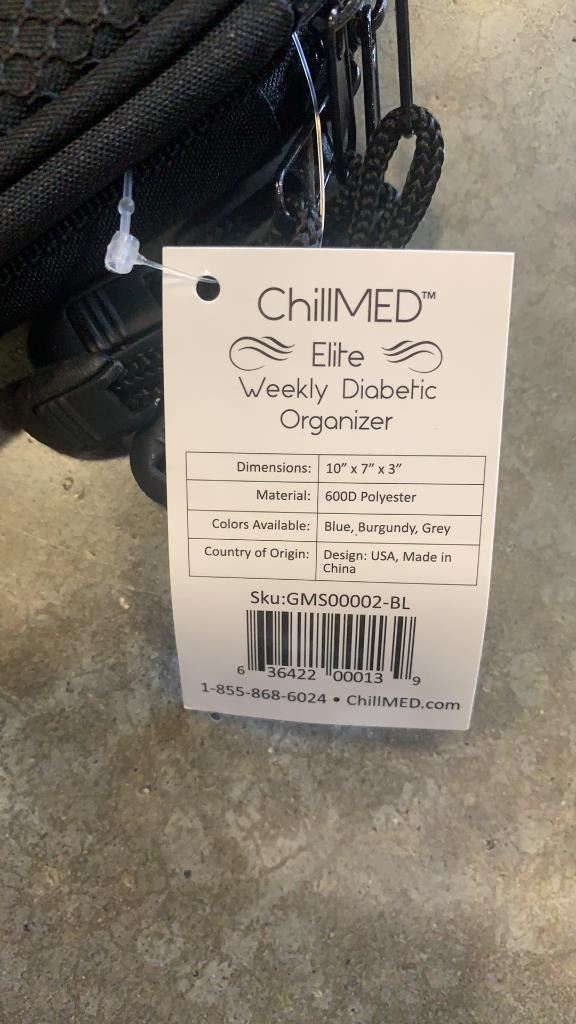 ChillMED™
Elite
Weekly Diabetic
Organizer
Dimensions: 10" x 7" x 3"
Material: 600D Polyester
Colors Available: Blue, Burgundy, Grey
Country of Origin: Design: USA, Made in
China
Sku:GMS00002-BL
6 36422 00013 9
1-855-868-6024 • ChillMED.com